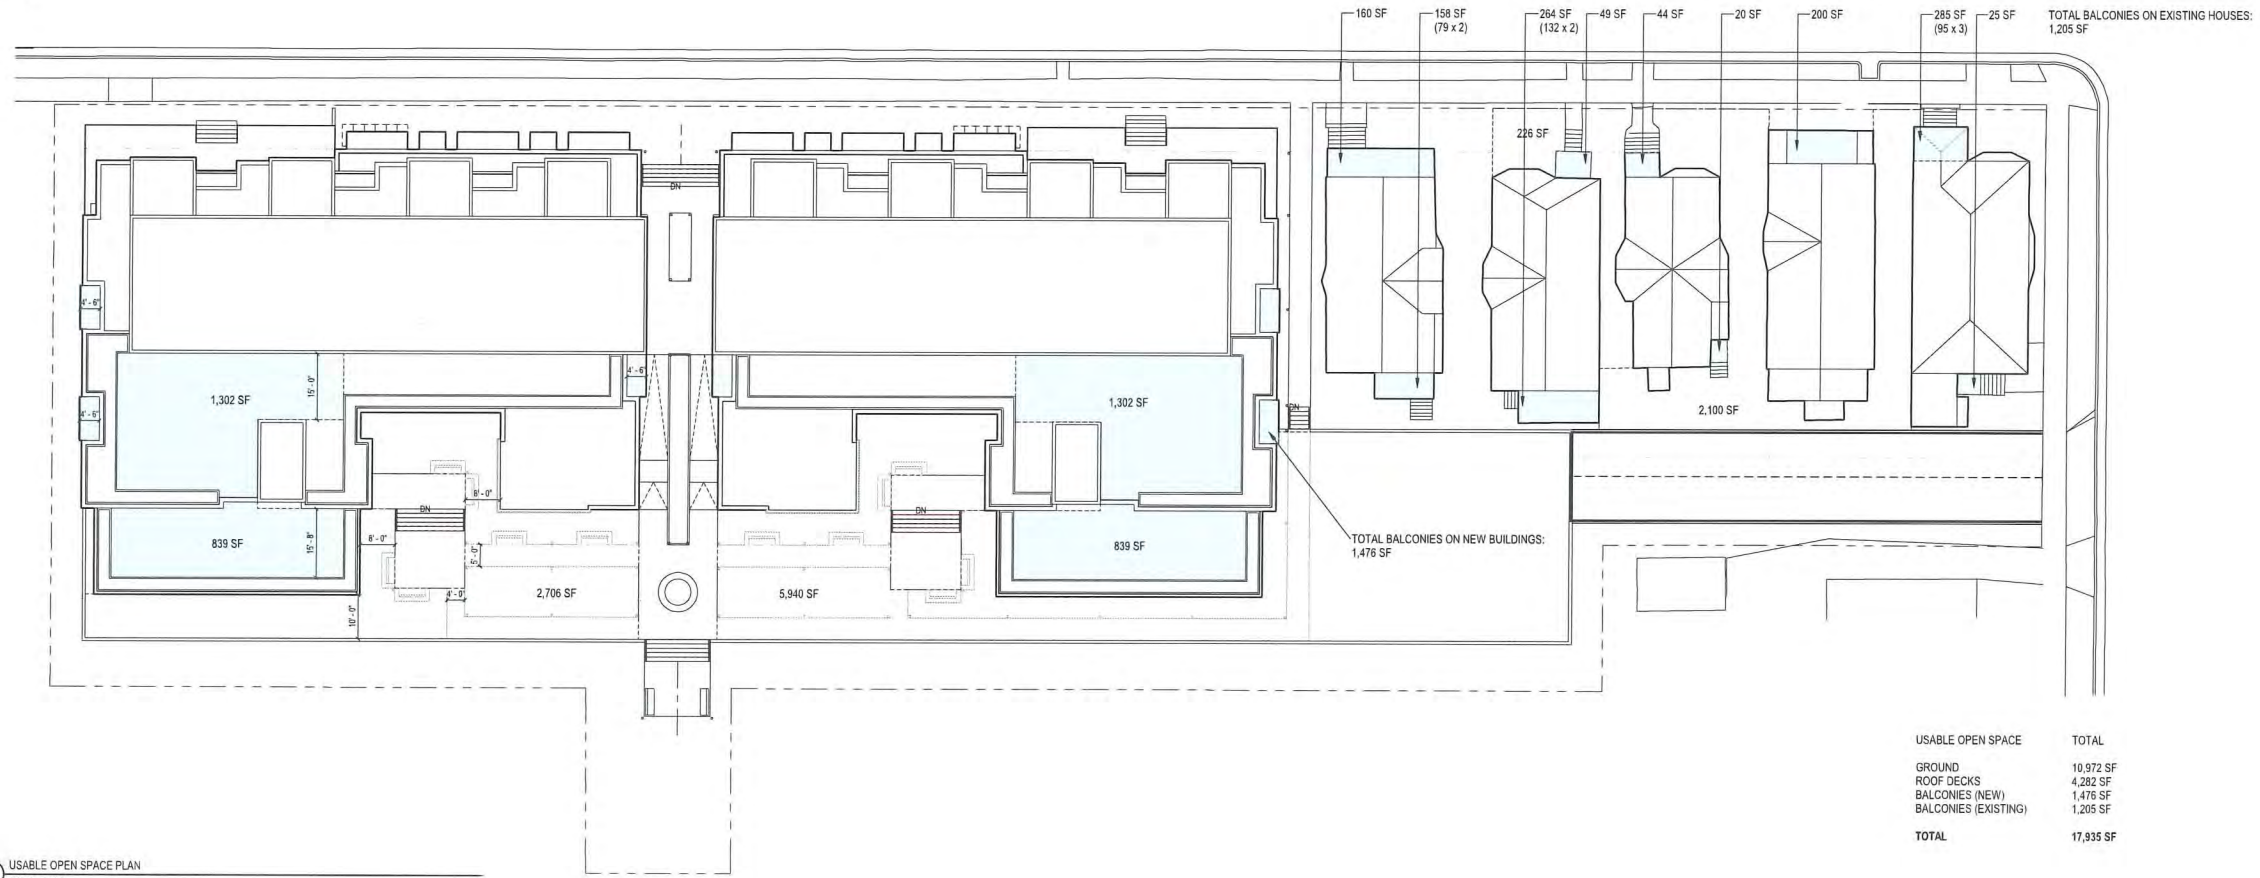 160 SF
158 SF
(79 x 2)
264 SF
(132 x 2)
49 SF
44 SF
20 SF
200 SF
285 SF
(95 x 3)
25 SF
TOTAL BALCONIES ON EXISTING HOUSES:
1,205 SF
226 SF
DN
4' - 6"
4' - 6"
4' - 6"
15' - 0"
1,302 SF
1,302 SF
DN
2,100 SF
8' - 0"
DN
DN
839 SF
15' - 8"
8' - 0"
5' - 0"
839 SF
TOTAL BALCONIES ON NEW BUILDINGS:
1,476 SF
4' - 0"
2,706 SF
5,940 SF
10' - 0"
USABLE OPEN SPACE TOTAL
GROUND 10,972 SF
ROOF DECKS 4,282 SF
BALCONIES (NEW) 1,476 SF
BALCONIES (EXISTING) 1,205 SF
TOTAL 17,935 SF
USABLE OPEN SPACE PLAN